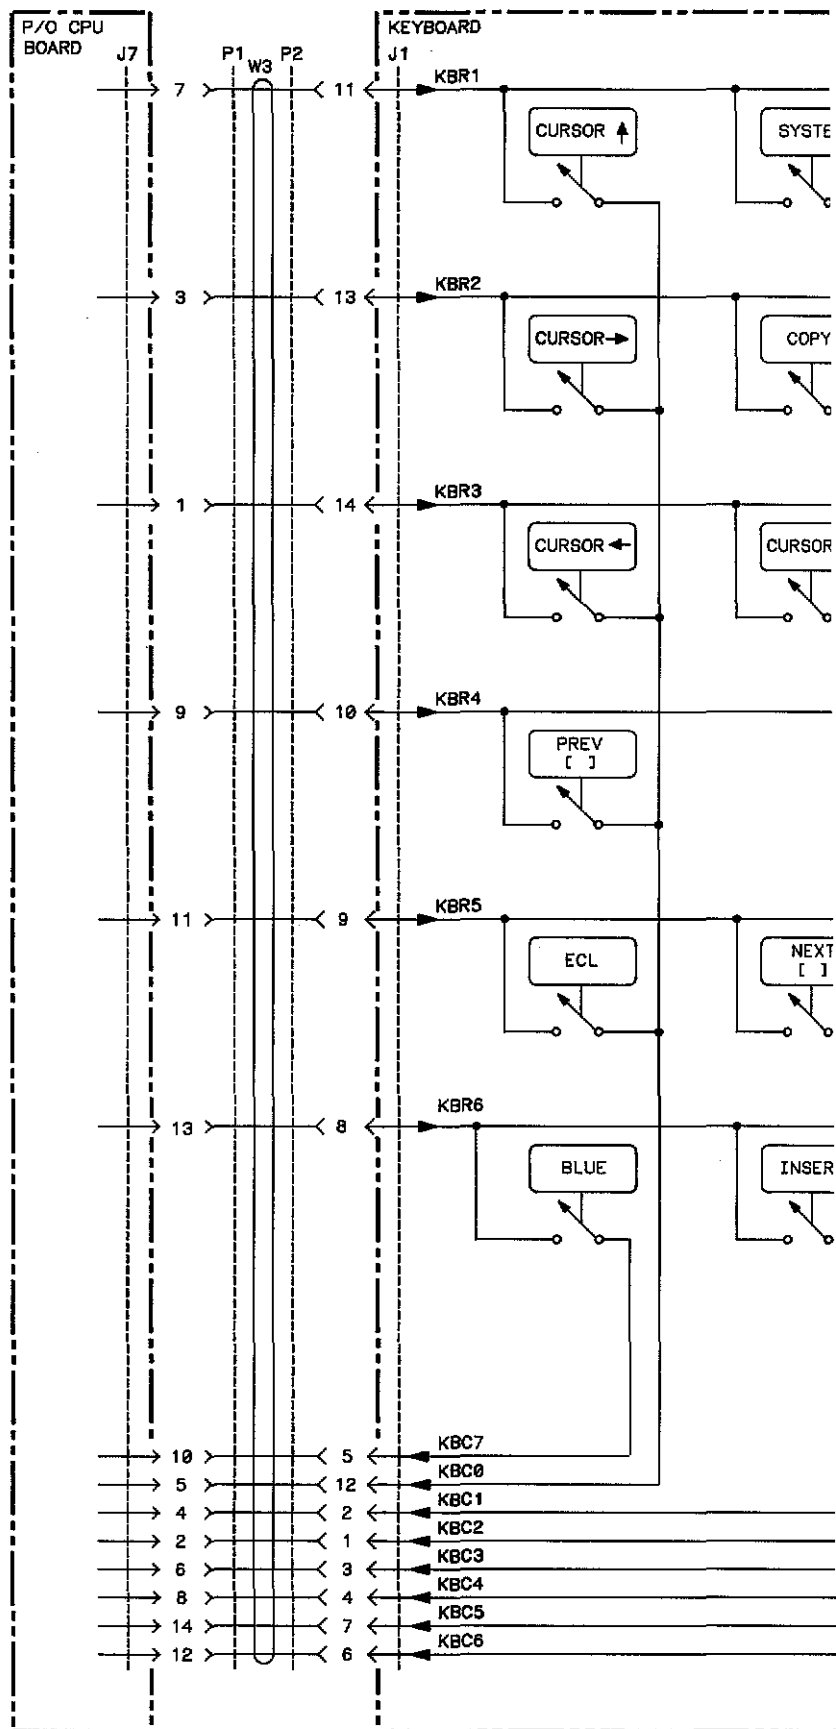 P/O CPU
BOARD
KEYBOARD
J7 P1 W3 P2 J1
7 11 KBR1
CURSOR ↑ SYSTE
3 13 KBR2
CURSOR→ COPY
1 14 KBR3
CURSOR ← CURSOR
9 10 KBR4
PREV
[ ]
11 9 KBR5
ECL NEXT
[ ]
13 8 KBR6
BLUE INSER
10 5 KBC7
5 12 KBC0
4 2 KBC1
2 1 KBC2
6 3 KBC3
8 4 KBC4
14 7 KBC5
12 6 KBC6